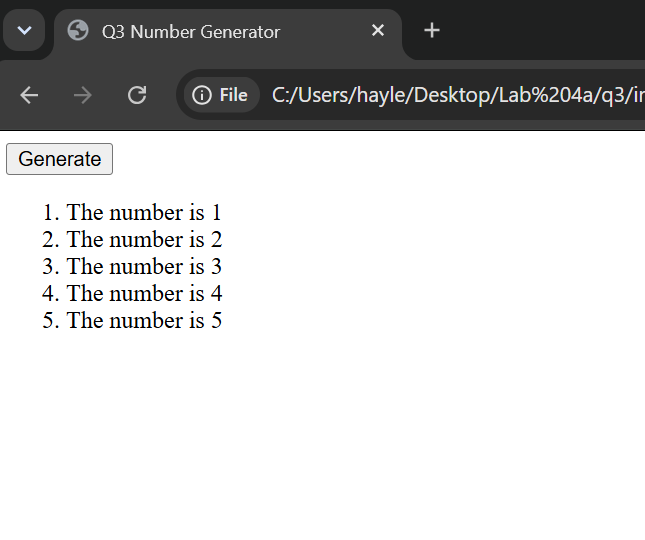 Q3 Number Generator
File C:/Users/hayle/Desktop/Lab%204a/q3/i
Generate
1. The number is 1
2. The number is 2
3. The number is 3
4. The number is 4
5. The number is 5